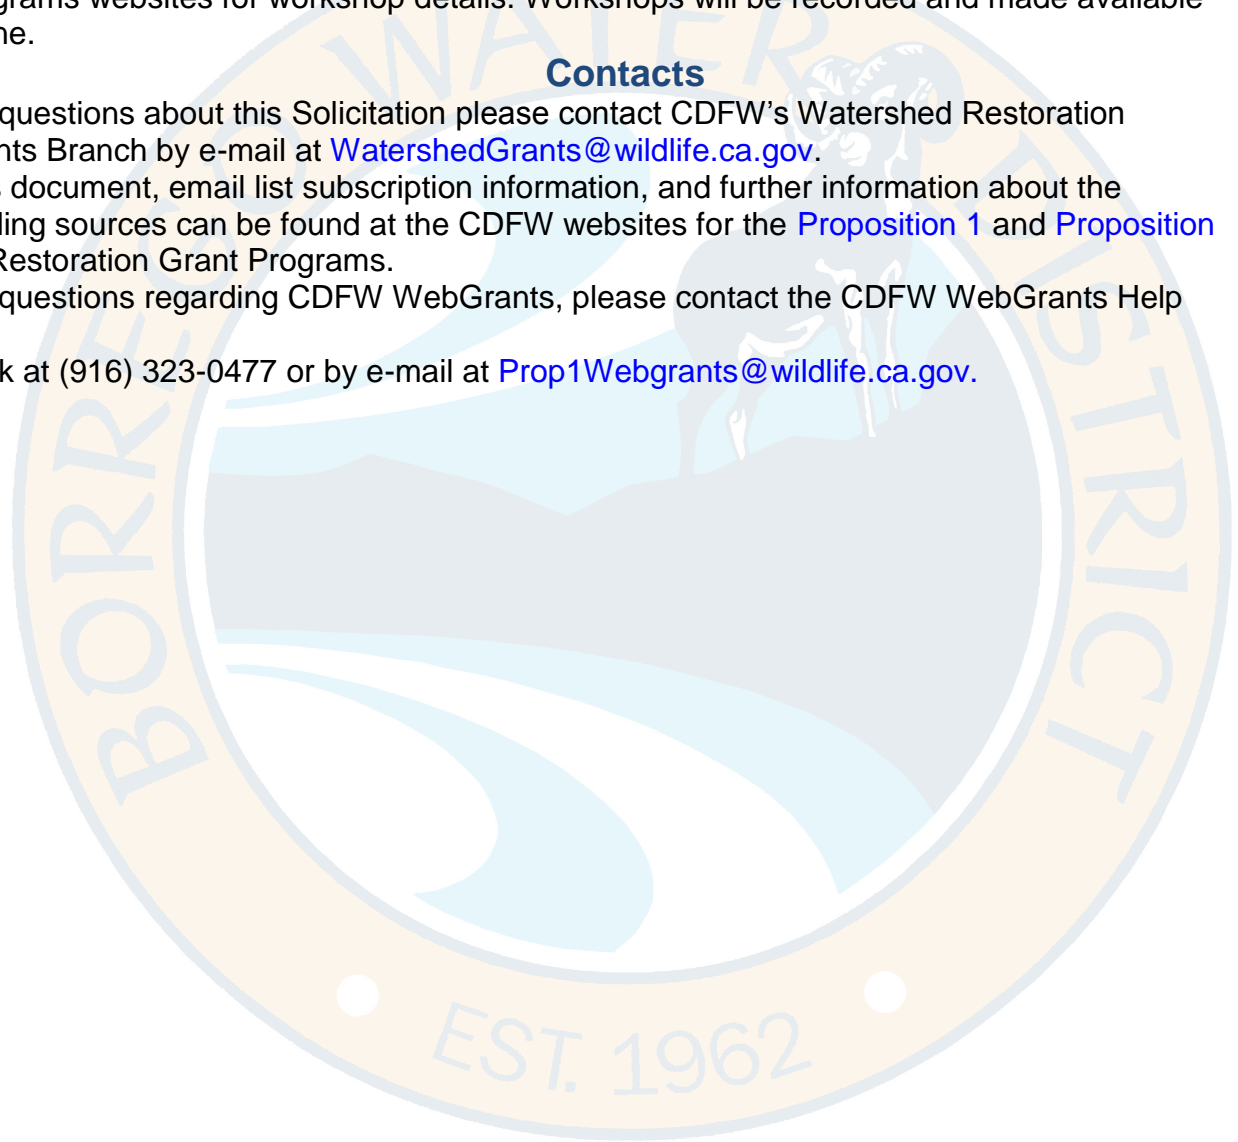 grams websites for workshop details. Workshops will be recorded and made available
ne.
Contacts
questions about this Solicitation please contact CDFW's Watershed Restoration
nts Branch by e-mail at WatershedGrants@wildlife.ca.gov.
s document, email list subscription information, and further information about the
ding sources can be found at the CDFW websites for the Proposition 1 and Proposition
Restoration Grant Programs.
questions regarding CDFW WebGrants, please contact the CDFW WebGrants Help
k at (916) 323-0477 or by e-mail at Prop1Webgrants@wildlife.ca.gov.
BORREGO WATER DISTRICT
EST. 1962